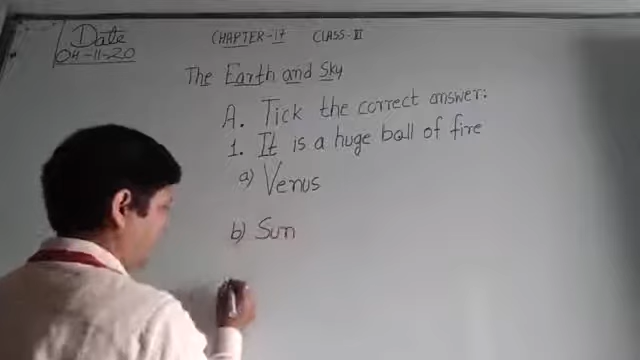 Date
04-11-20
CHAPTER-17 CLASS-II
The Earth and Sky
A. Tick the correct answer:
1. It is a huge ball of fire
a) Venus
b) Sun